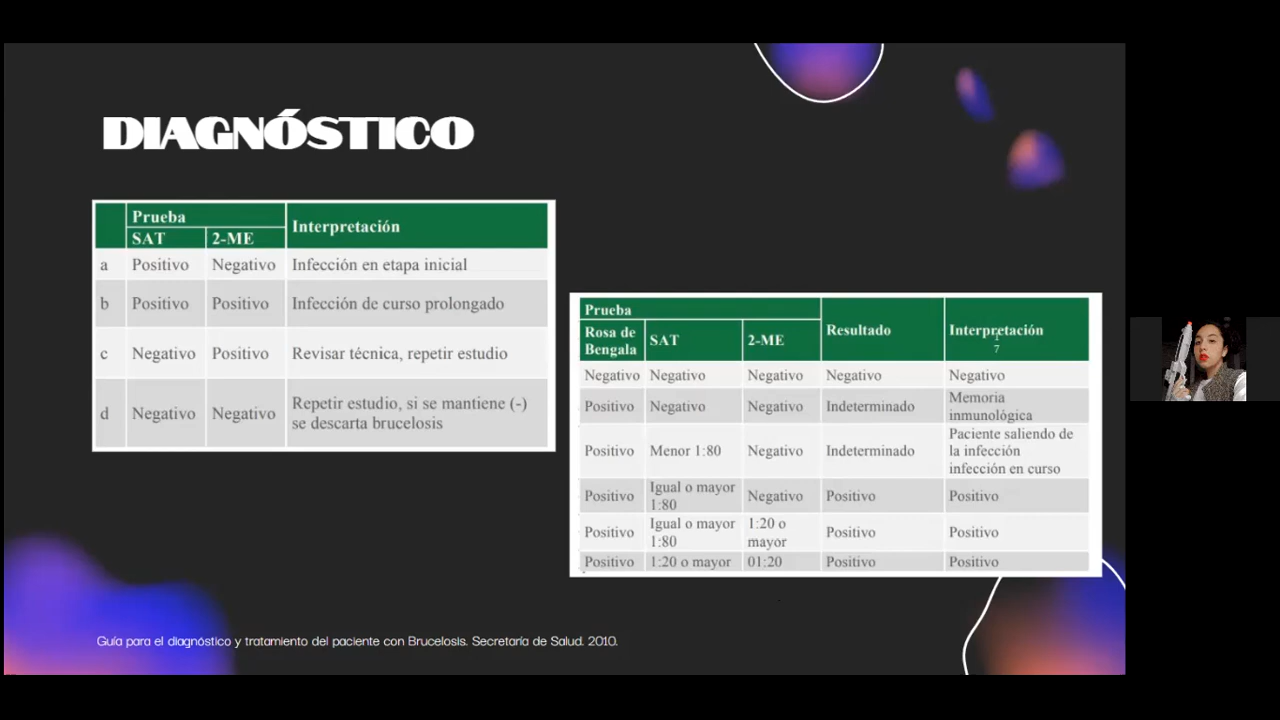 DIAGNÓSTICO
Prueba
Interpretación
SAT 2-ME
a Positivo Negativo Infección en etapa inicial
b Positivo Positivo Infección de curso prolongado
c Negativo Positivo Revisar técnica, repetir estudio
d Negativo Negativo Repetir estudio, si se mantiene (-)
se descarta brucelosis
Prueba
Rosa de
Bengala
SAT
2-ME
Resultado
Interpretación
7
Negativo Negativo Negativo Negativo Negativo
Positivo Negativo Negativo Indeterminado Memoria
inmunológica
Positivo Menor 1:80 Negativo Indeterminado Paciente saliendo de
la infección
infección en curso
Positivo Igual o mayor
1:80 Negativo Positivo Positivo
Positivo Igual o mayor
1:80 1:20 o
mayor Positivo Positivo
Positivo 1:20 o mayor 01:20 Positivo Positivo
Guía para el diagnóstico y tratamiento del paciente con Brucelosis. Secretaría de Salud. 2010.